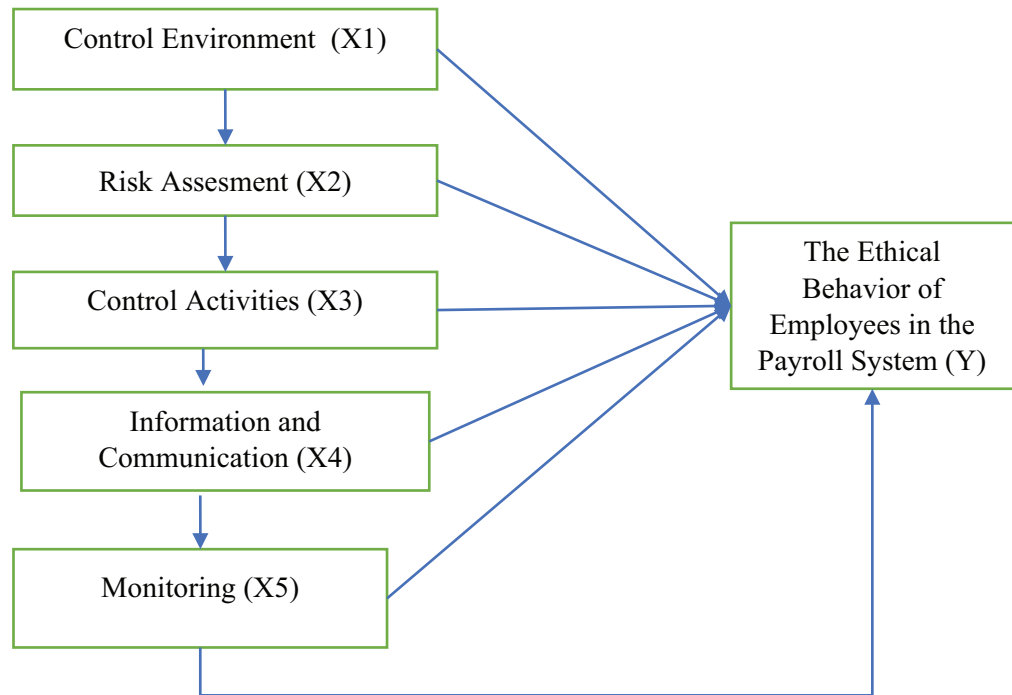 Control Environment (X1)
Risk Assesment (X2)
Control Activities (X3)
Information and
Communication (X4)
Monitoring (X5)
The Ethical
Behavior of
Employees in the
Payroll System (Y)